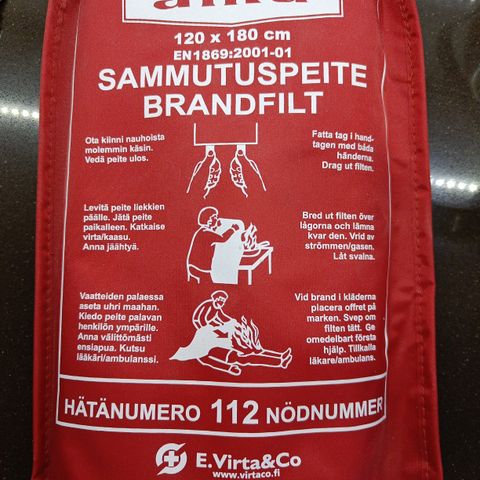 120 x 180 cm
EN1869:2001-01
SAMMUTUSPEITE
BRANDFILT
Ota kiinni nauhoista
molemmin käsin.
Vedä peite ulos.
Fatta tag i hand-
tagen med båda
händerna.
Drag ut filten.
Levitä peite liekkien
päälle. Jätä peite
paikalleen. Katkaise
virta/kaasu.
Anna jäähtyä.
Bred ut filten över
lågorna och lämna
kvar den. Vrid av
strömmen/gasen.
Låt svalna.
Vaatteiden palaessa
aseta uhri maahan.
Kiedo peite palavan
henkilön ympärille.
Anna välittömästi
ensiapua. Kutsu
lääkäri/ambulanssi.
Vid brand i kläderna
placera offret på
marken. Svep om
filten tätt. Ge
omedelbart första
hjälp. Tillkalla
läkare/ambulans.
HÄTÄNUMERO 112 NÖDNUMMER
E.Virta&Co
www.virtaco.fi